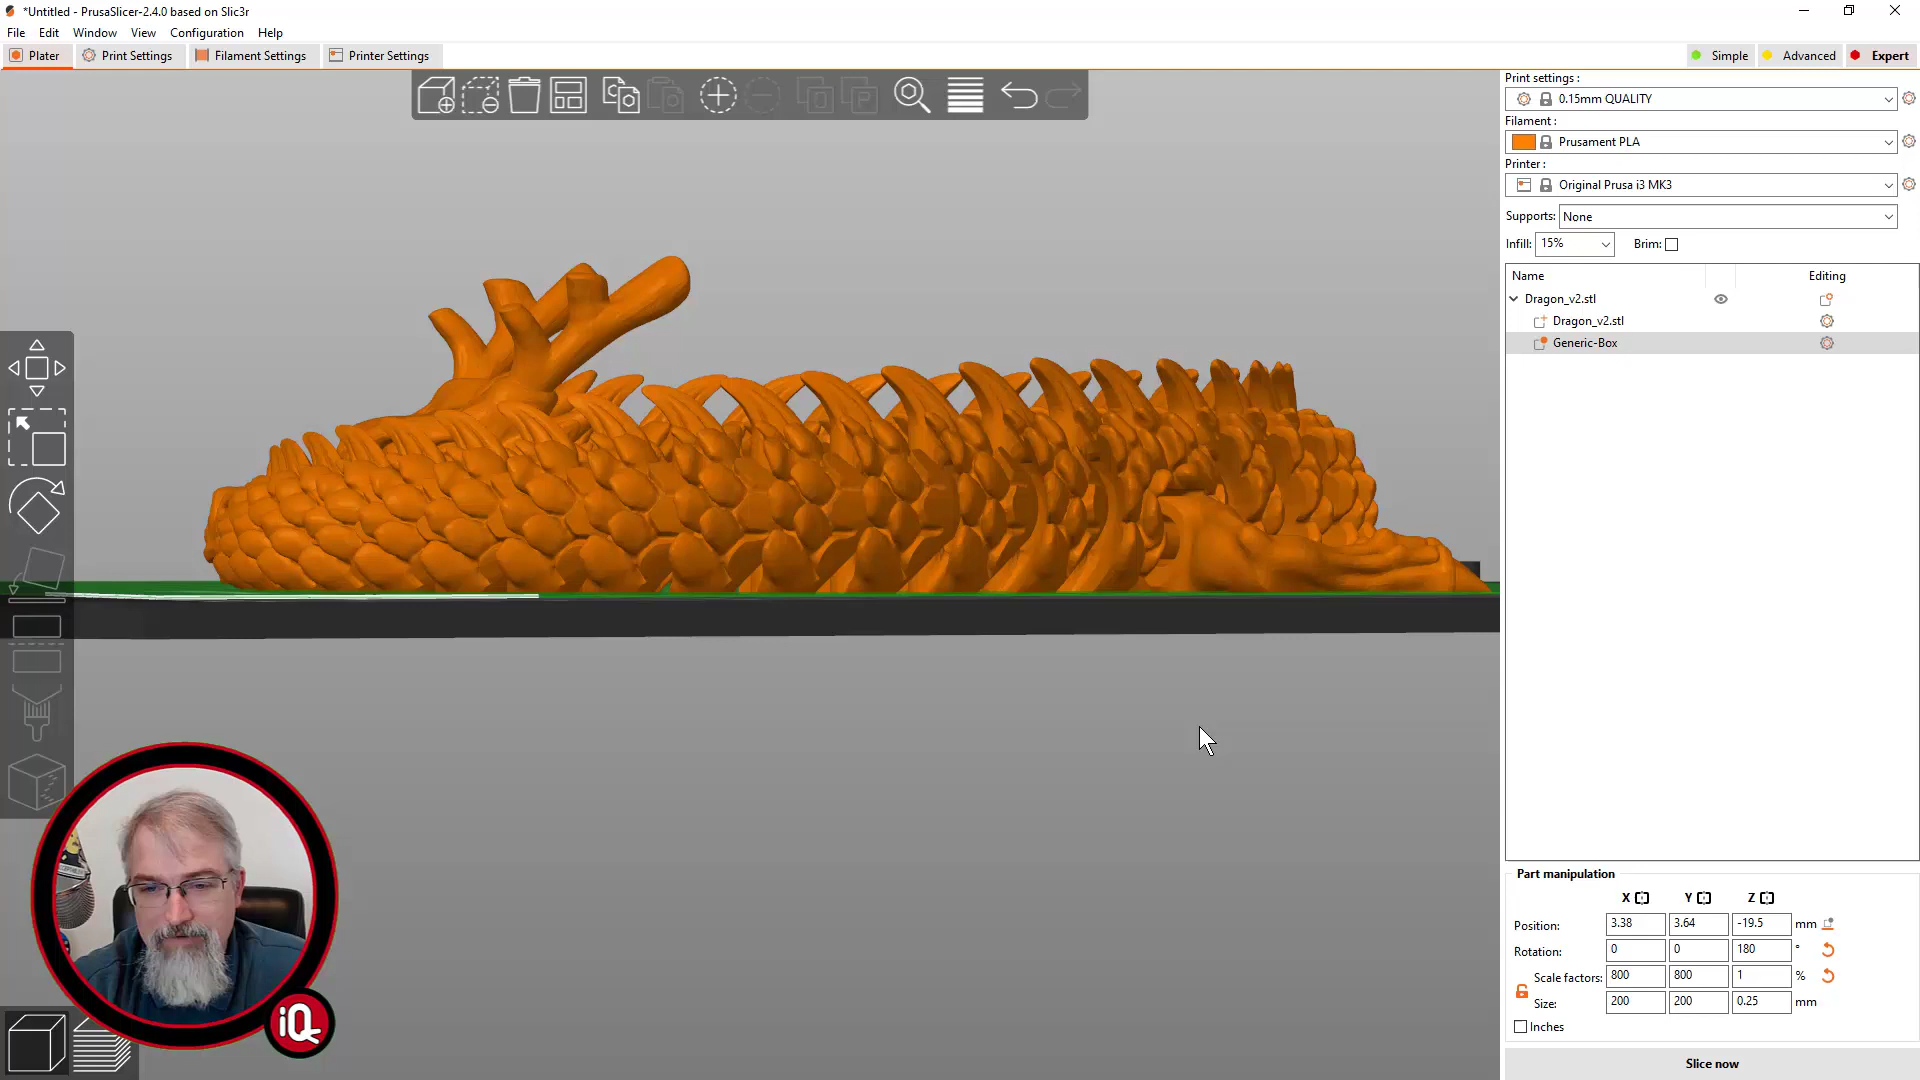 *Untitled - PrusaSlicer-2.4.0 based on Slic3r
File Edit Window View Configuration Help
Plater Print Settings Filament Settings Printer Settings Simple Advanced Expert
Print settings :
0.15mm QUALITY
Filament :
Prusament PLA
Printer :
Original Prusa i3 MK3
Supports: None
Infill: 15% Brim:
Name Editing
Dragon_v2.stl
Dragon_v2.stl
Generic-Box
Part manipulation
X Y Z
Position: 3.38 3.64 -19.5 mm
Rotation: 0 0 180 °
Scale factors: 800 800 1 %
Size: 200 200 0.25 mm
Inches
Slice now
iQ